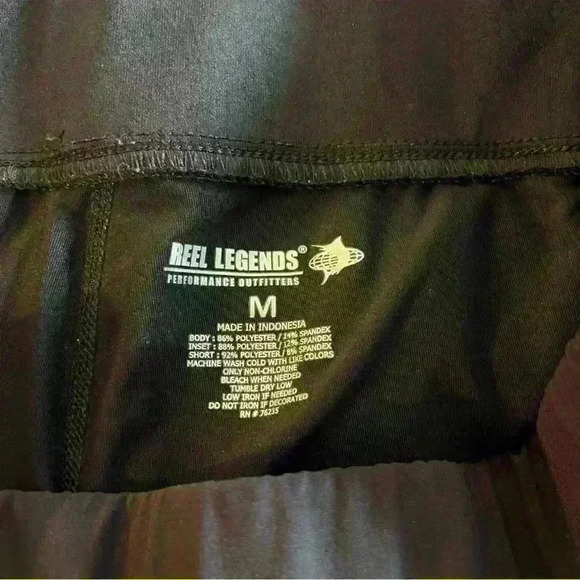 REEL LEGENDS®
PERFORMANCE OUTFITTERS
M
MADE IN INDONESIA
BODY : 86% POLYESTER / 14% SPANDEX
INSET : 88% POLYESTER / 12% SPANDEX
SHORT : 92% POLYESTER / 8% SPANDEX
MACHINE WASH COLD WITH LIKE COLORS
ONLY NON-CHLORINE
BLEACH WHEN NEEDED
TUMBLE DRY LOW
LOW IRON IF NEEDED
DO NOT IRON IF DECORATED
RN # 76235